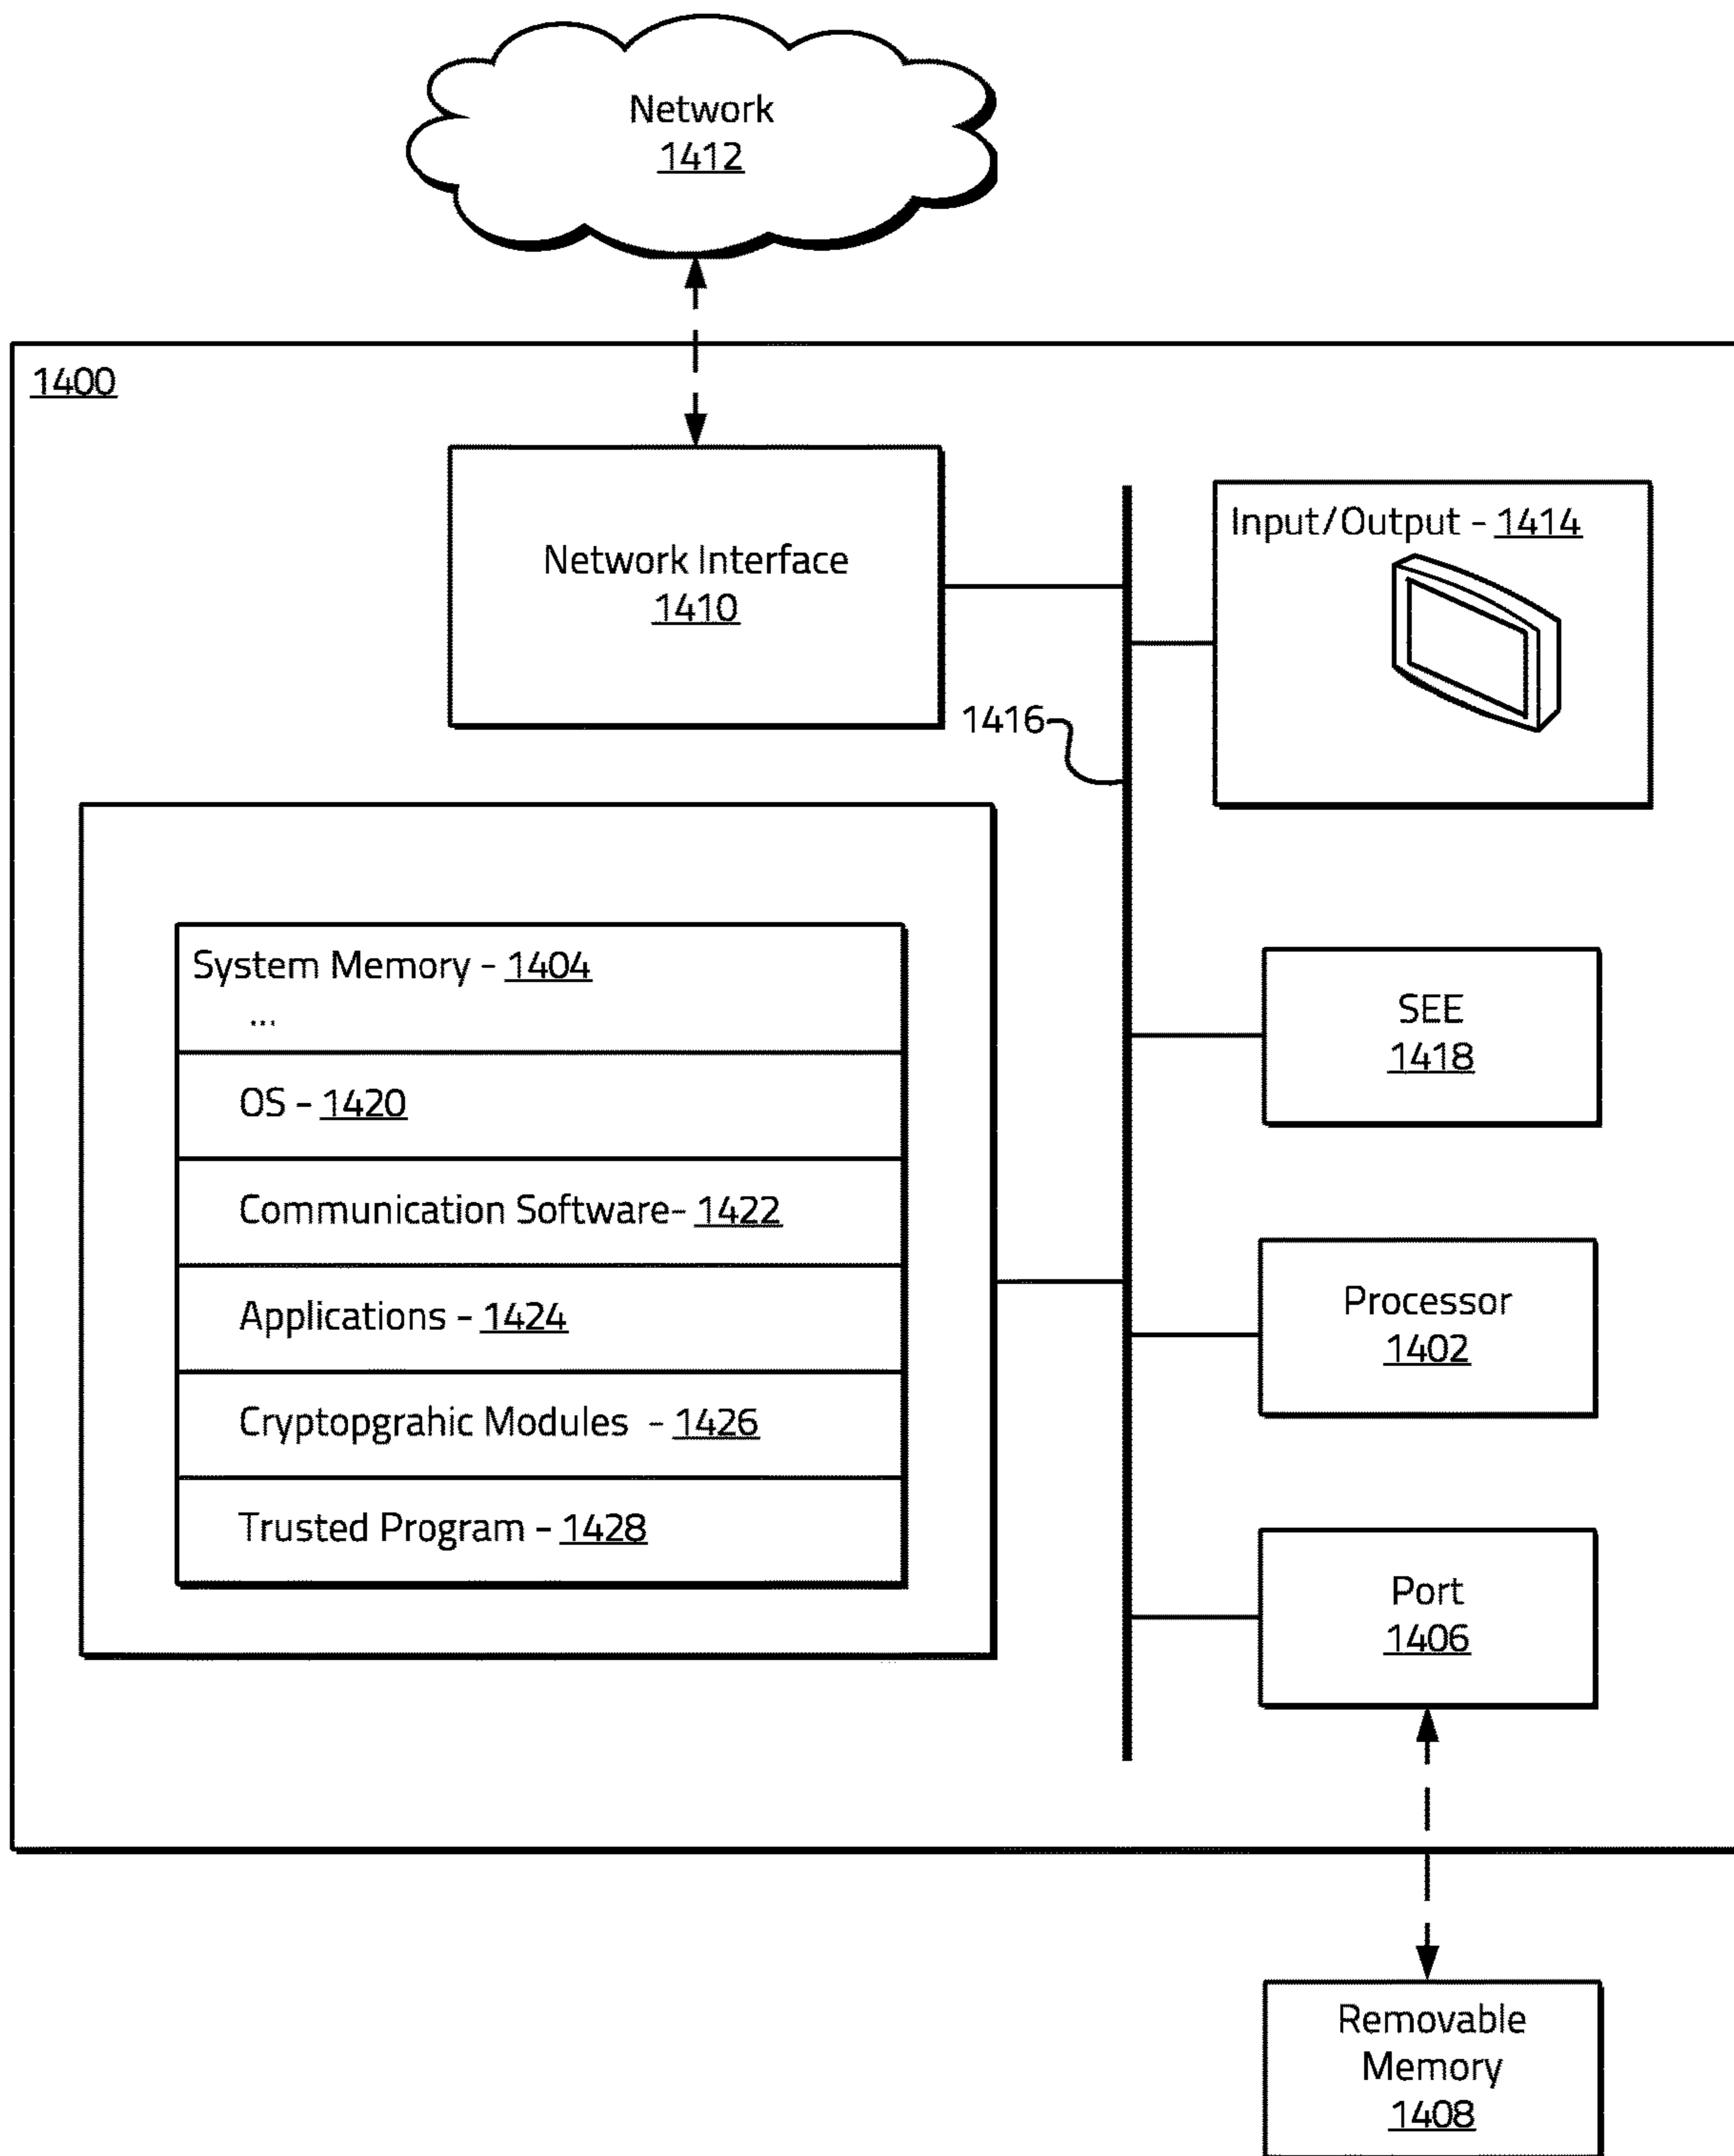 Network
1412
1400
Network Interface
1410
Input/Output - 1414
1416
System Memory - 1404
...
OS - 1420
Communication Software- 1422
Applications - 1424
Cryptopgrahic Modules - 1426
Trusted Program - 1428
SEE
1418
Processor
1402
Port
1406
Removable
Memory
1408